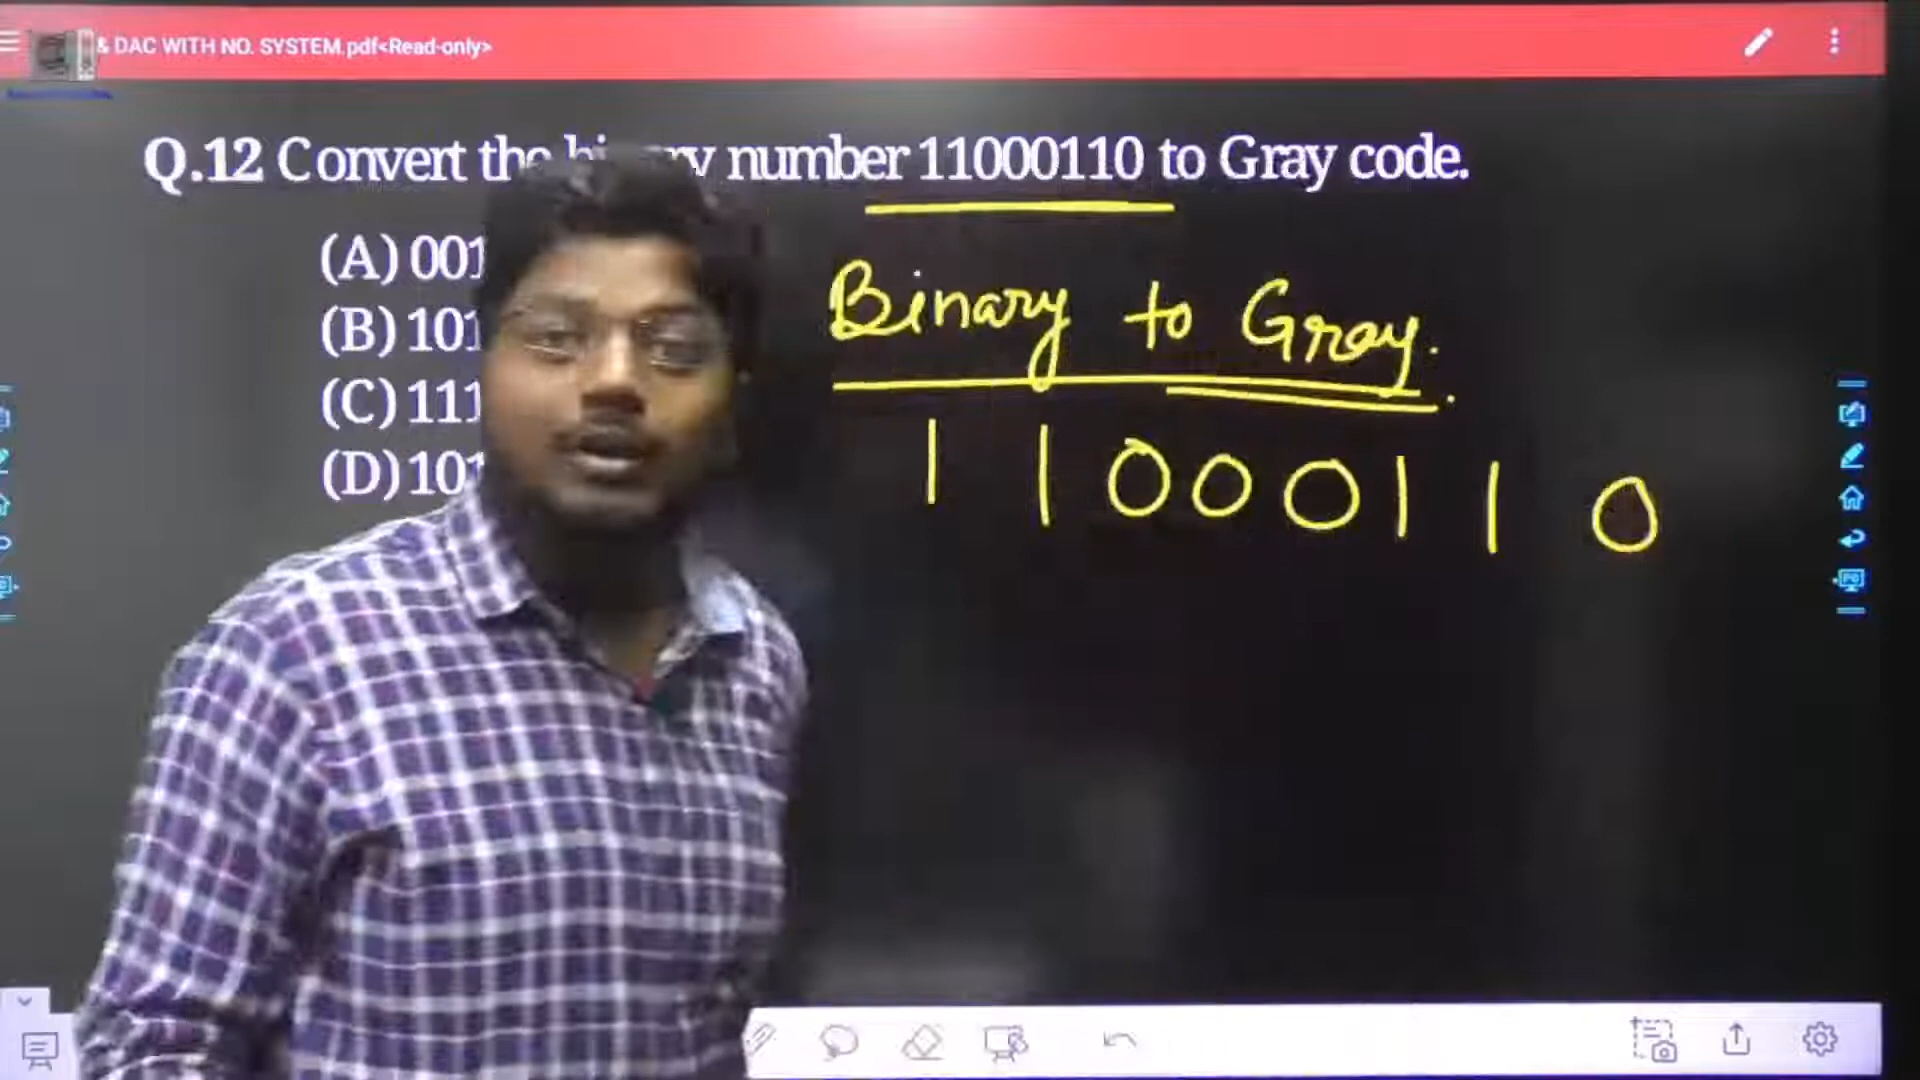 & DAC WITH NO. SYSTEM.pdf<Read-only>
Q.12 Convert the binary number 11000110 to Gray code.
(A) 001
(B) 101
(C) 111
(D) 101
Binary to Gray.
1 1 0 0 0 1 1 0